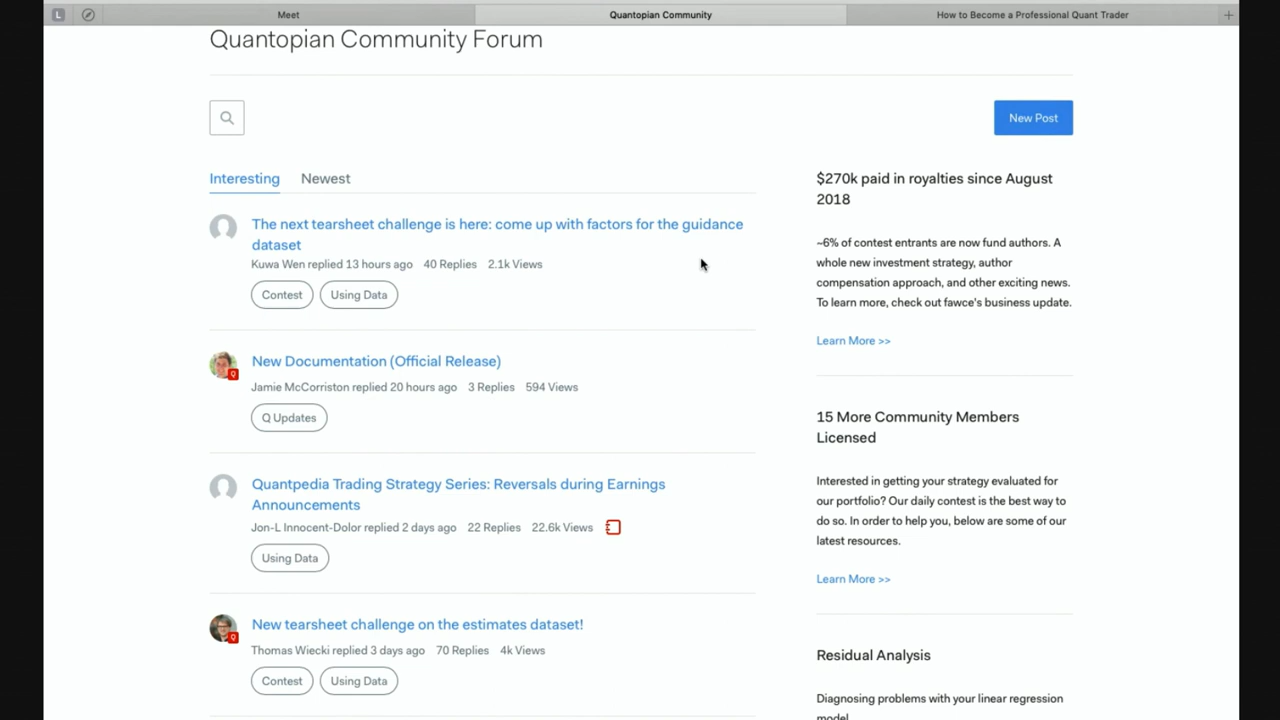 L
Meet
Quantopian Community
How to Become a Professional Quant Trader
Quantopian Community Forum
New Post
Interesting
Newest
The next tearsheet challenge is here: come up with factors for the guidance
dataset
Kuwa Wen replied 13 hours ago 40 Replies 2.1k Views
Contest
Using Data
New Documentation (Official Release)
Jamie McCorriston replied 20 hours ago 3 Replies 594 Views
Q Updates
Quantpedia Trading Strategy Series: Reversals during Earnings
Announcements
Jon-L Innocent-Dolor replied 2 days ago 22 Replies 22.6k Views
Using Data
New tearsheet challenge on the estimates dataset!
Thomas Wiecki replied 3 days ago 70 Replies 4k Views
Contest
Using Data
$270k paid in royalties since August
2018
~6% of contest entrants are now fund authors. A
whole new investment strategy, author
compensation approach, and other exciting news.
To learn more, check out fawce's business update.
Learn More >>
15 More Community Members
Licensed
Interested in getting your strategy evaluated for
our portfolio? Our daily contest is the best way to
do so. In order to help you, below are some of our
latest resources.
Learn More >>
Residual Analysis
Diagnosing problems with your linear regression
model